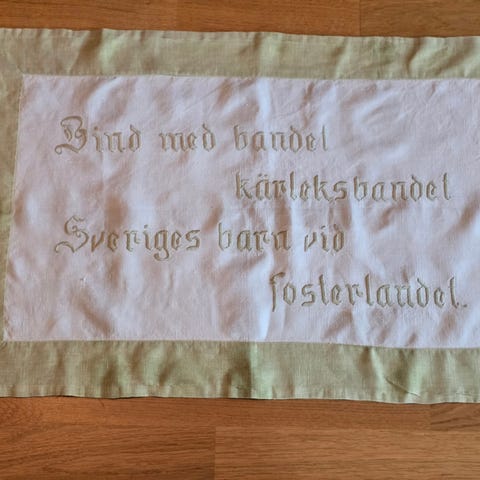 Bind med bandet
kärleksbandet
Sveriges barn vid
fosterlandet.